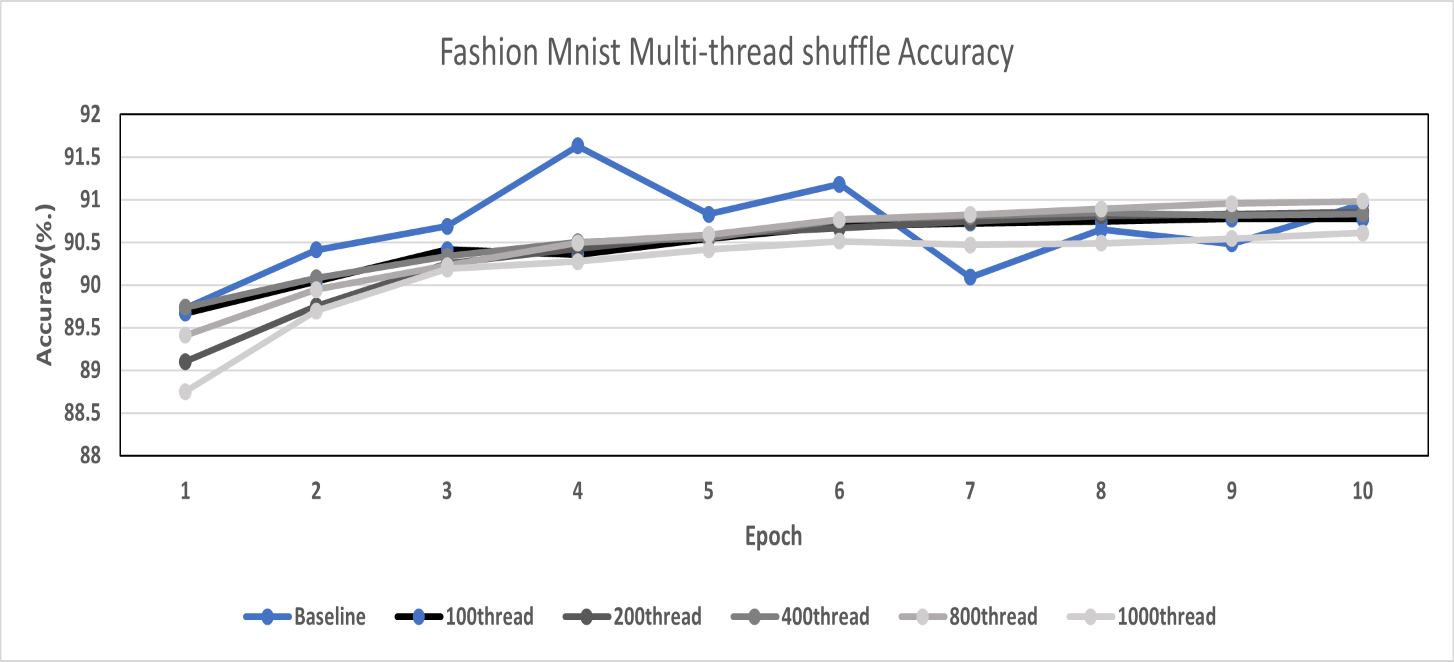 Fashion Mnist Multi-thread shuffle Accuracy
92
91.5
91
90.5
90
89.5
89
88.5
88
Accuracy(%.)
1 2 3 4 5 6 7 8 9 10
Epoch
Baseline 100thread 200thread 400thread 800thread 1000thread